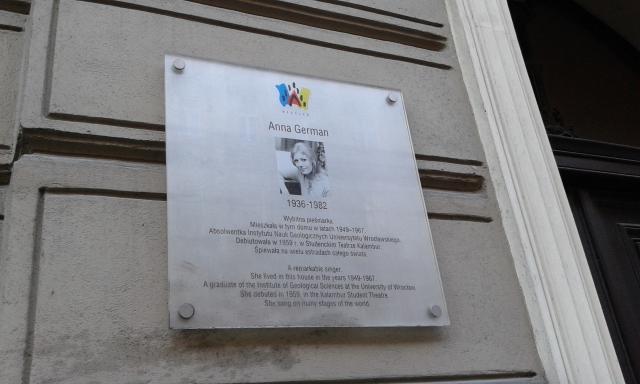 WROCŁAW
Anna German
1936-1982
Wybitna pieśniarka.
Mieszkała w tym domu w latach 1949-1967.
Absolwentka Instytutu Nauk Geologicznych Uniwersytetu Wrocławskiego.
Debiutowała w 1959 r. w Studenckim Teatrze Kalambur.
Śpiewała na wielu estradach całego świata.
A remarkable singer.
She lived in this house in the years 1949-1967.
A graduate of the Institute of Geological Sciences at the University of Wrocław.
She debuted in 1959, in the Kalambur Student Theatre.
She sang on many stages of the world.